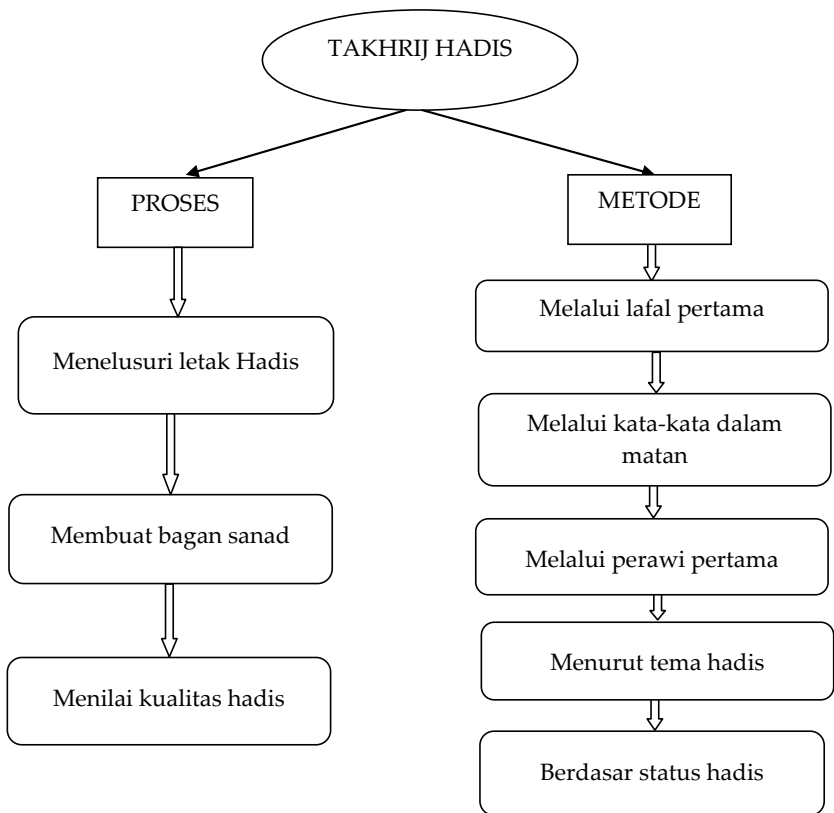 TAKHRIJ HADIS
PROSES
METODE
Menelusuri letak Hadis
Membuat bagan sanad
Menilai kualitas hadis
Melalui lafal pertama
Melalui kata-kata dalam
matan
Melalui perawi pertama
Menurut tema hadis
Berdasar status hadis